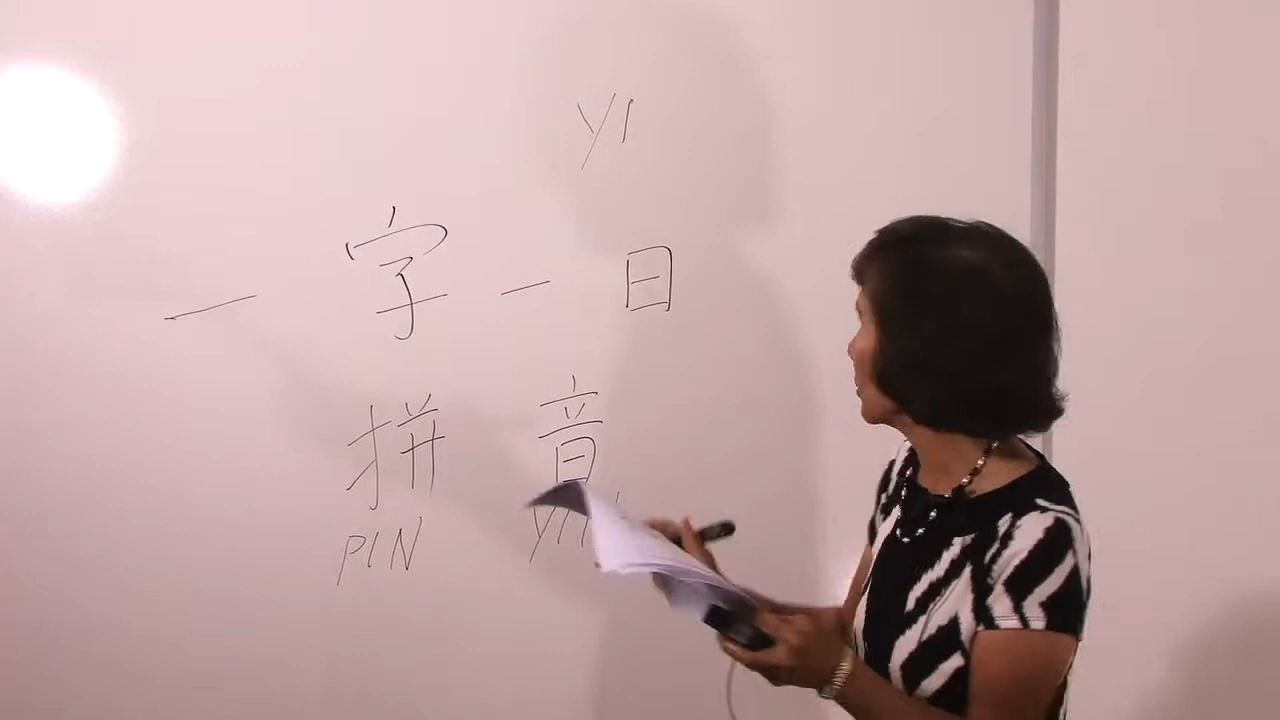 YI
一 字 一 日
拼 音
PIN